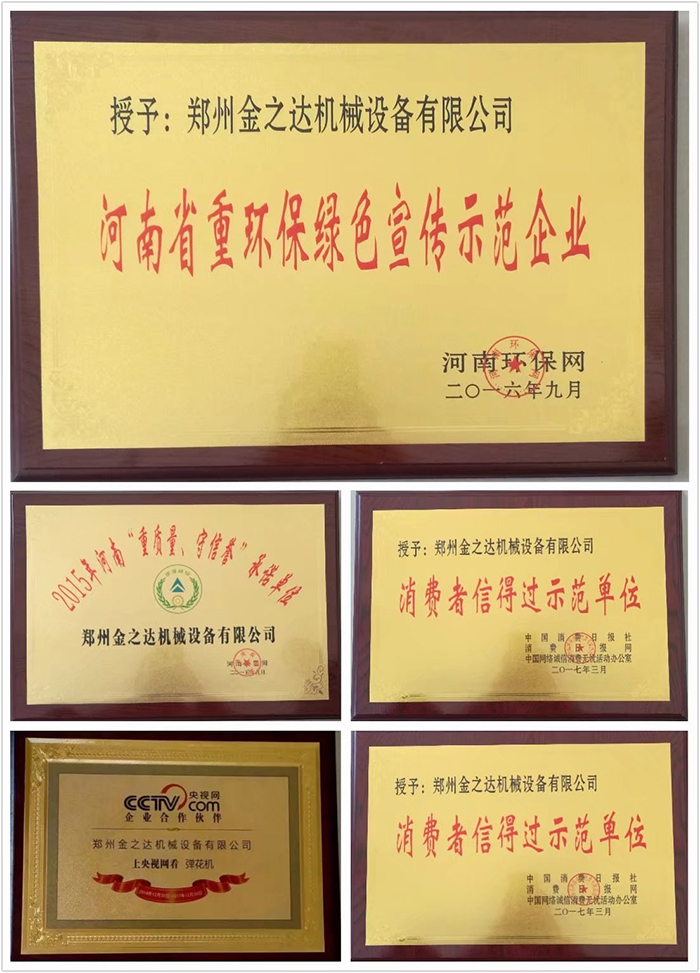 授予：郑州金之达机械设备有限公司
河南省重环保绿色宣传示范企业
河南环保网
二〇一六年九月
2015年河南“重质量、守信誉”承诺单位
郑州金之达机械设备有限公司
授予：郑州金之达机械设备有限公司
消费者信得过示范单位
中国消费日报社
消费日报网
中国网络诚信消费无忧活动办公室
二〇一七年三月
CCTV.com 央视网
企业合作伙伴
郑州金之达机械设备有限公司
上央视网看 弹花机
授予：郑州金之达机械设备有限公司
消费者信得过示范单位
中国消费日报社
消费日报网
中国网络诚信消费无忧活动办公室
二〇一七年三月